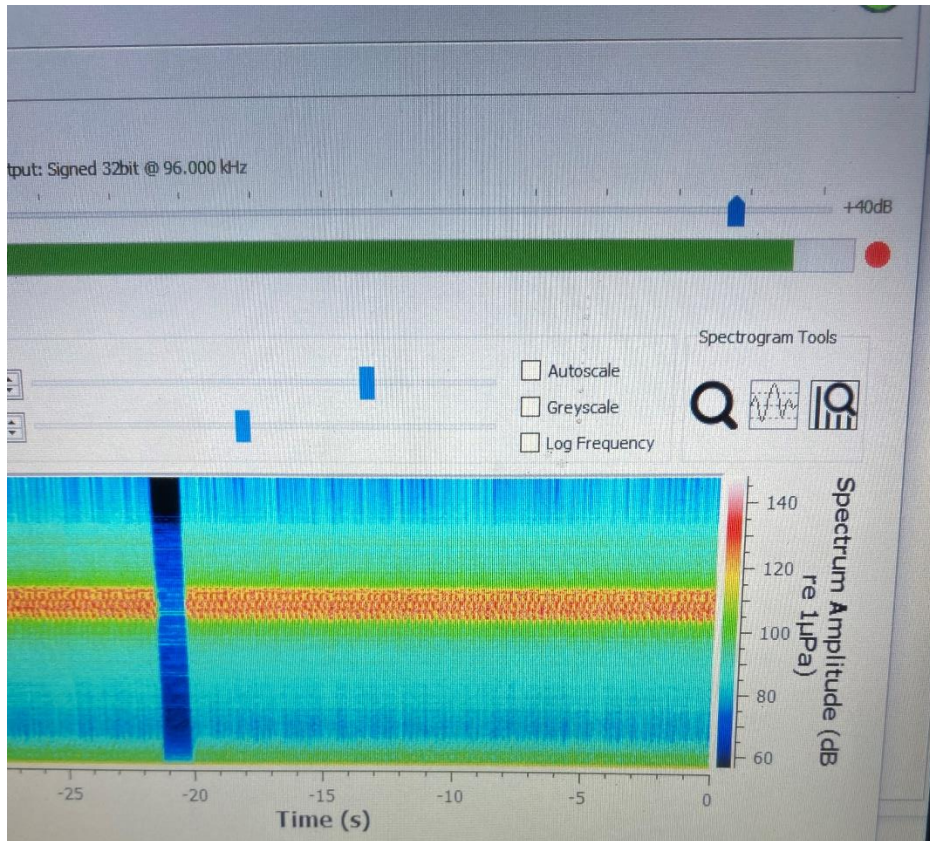 tput: Signed 32bit @ 96.000 kHz
+40dB
Spectrogram Tools
Autoscale
Greyscale
Log Frequency
140
120
100
80
60
Spectrum Amplitude (dB
re 1µPa)
-25 -20 -15 -10 -5 0
Time (s)